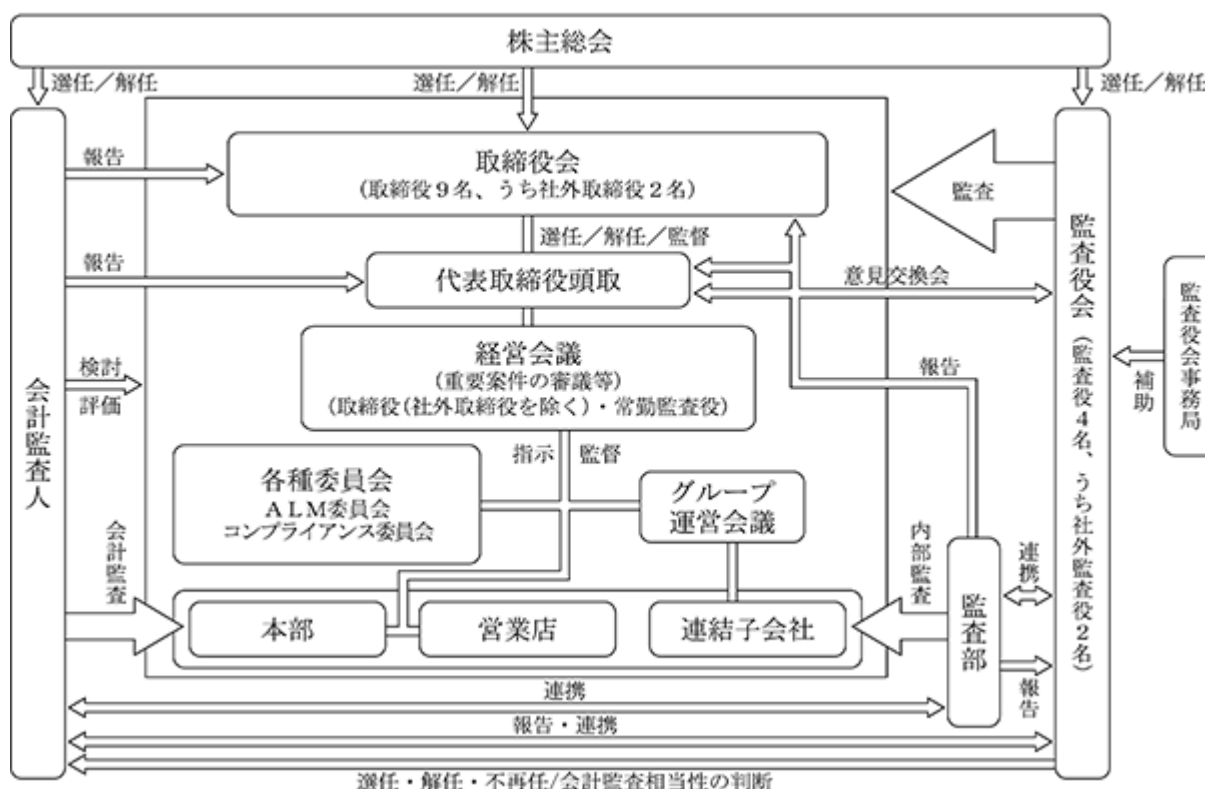 株主総会
選任／解任
選任／解任
選任／解任
会計監査人
報告
取締役会
(取締役９名、うち社外取締役２名)
監査
選任／解任／監督
報告
代表取締役頭取
意見交換会
監査役会（監査役４名、うち社外監査役２名）
監査役会事務局
補助
経営会議
(重要案件の審議等)
(取締役(社外取締役を除く)・常勤監査役)
検討
評価
報告
指示
監督
各種委員会
ＡＬＭ委員会
コンプライアンス委員会
グループ
運営会議
会計監査
内部監査
監査部
連携
報告
本部
営業店
連結子会社
連携
報告・連携
選任・解任・不再任/会計監査相当性の判断